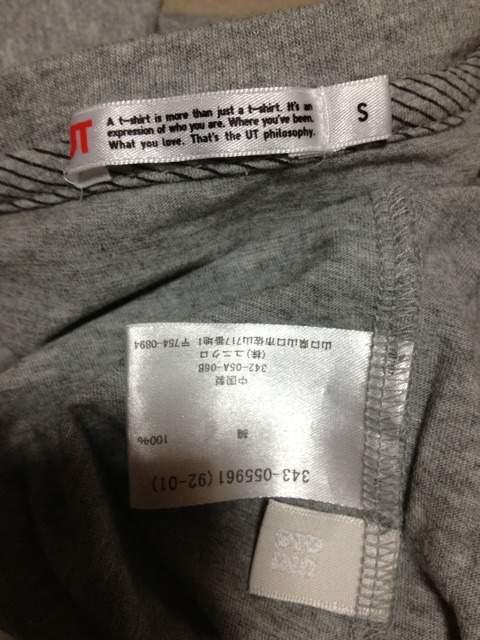 UT
A t-shirt is more than just a t-shirt. It's an
expression of who you are. Where you've been.
What you love. That's the UT philosophy.
S
343-055961 (92-01)
綿 100%
中国製
342-05A-06B
(株)ユニクロ
山口県山口市佐山717番地1 〒754-0894